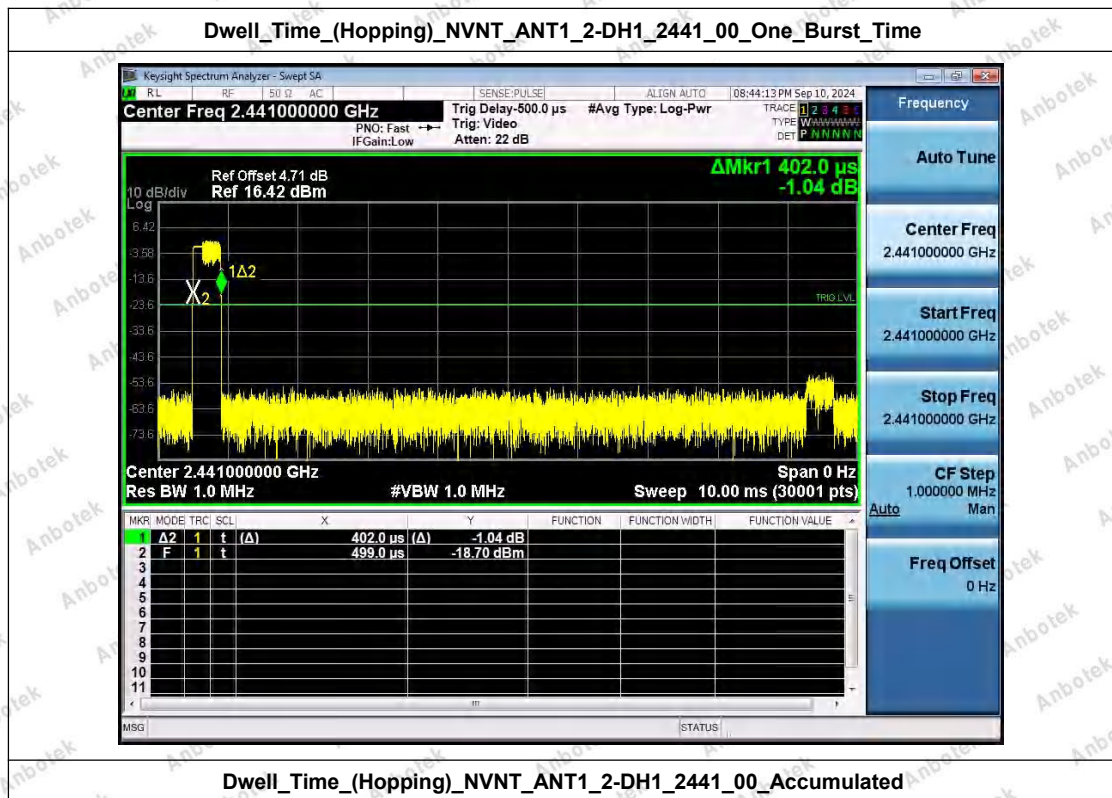 Dwell_Time_(Hopping)_NVNT_ANT1_2-DH1_2441_00_One_Burst_Time
Keysight Spectrum Analyzer - Swept SA
RL RF 50 Ω AC SENSE:PULSE ALIGN AUTO 08:44:13 PM Sep 10, 2024
Center Freq 2.441000000 GHz
PNO: Fast
IFGain:Low
Trig Delay-500.0 µs
Trig: Video
Atten: 22 dB
#Avg Type: Log-Pwr
TRACE 1 2 3 4 5 6
TYPE WWWWWW
DET P N N N N N
Frequency
Auto Tune
Center Freq
2.441000000 GHz
Start Freq
2.441000000 GHz
Stop Freq
2.441000000 GHz
CF Step
1.000000 MHz
Auto Man
Freq Offset
0 Hz
ΔMkr1 402.0 µs
-1.04 dB
Ref Offset 4.71 dB
10 dB/div Ref 16.42 dBm
Log
6.42
-3.58
-13.6
-23.6
-33.6
-43.6
-53.6
-63.6
-73.6
1Δ2
X2
TRIG LVL
Center 2.441000000 GHz Span 0 Hz
Res BW 1.0 MHz #VBW 1.0 MHz Sweep 10.00 ms (30001 pts)
MKR MODE TRC SCL X Y FUNCTION FUNCTION WIDTH FUNCTION VALUE
1 Δ2 1 t (Δ) 402.0 µs (Δ) -1.04 dB
2 F 1 t 499.0 µs -18.70 dBm
3
4
5
6
7
8
9
10
11
MSG STATUS
Dwell_Time_(Hopping)_NVNT_ANT1_2-DH1_2441_00_Accumulated
Anbotek